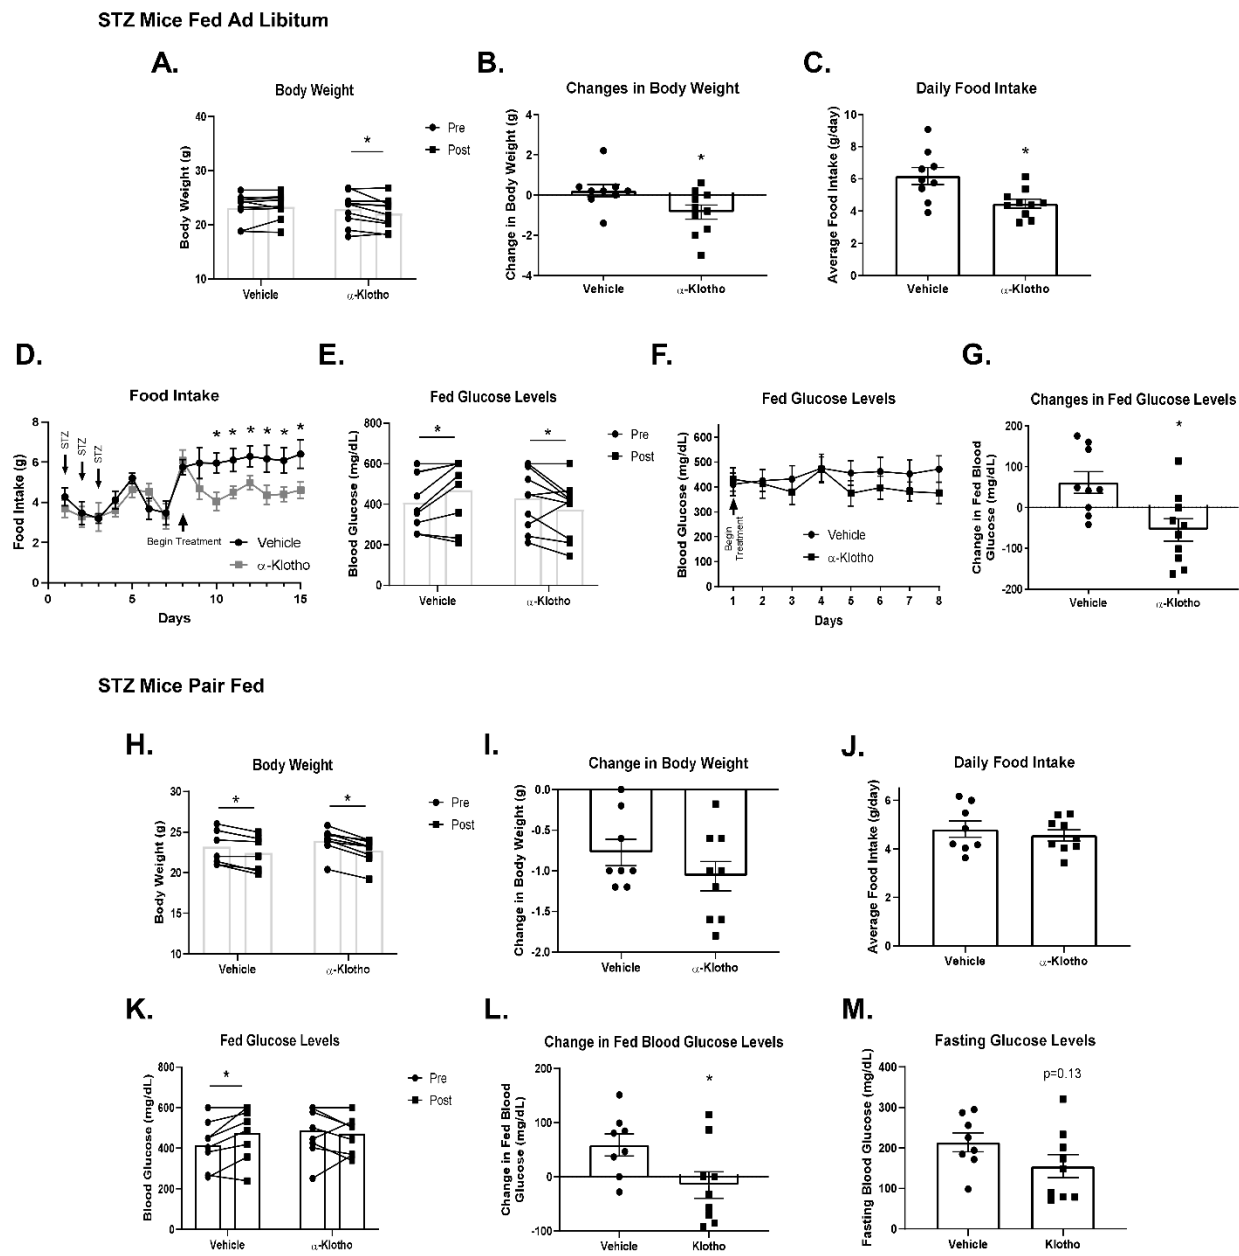 STZ Mice Fed Ad Libitum
A.
Body Weight
Body Weight (g)
40
30
20
10
Vehicle
α-Klotho
*
Pre
Post
B.
Changes in Body Weight
Change in Body Weight (g)
4
2
0
-2
-4
*
Vehicle
α-Klotho
C.
Daily Food Intake
Average Food Intake (g/day)
10
8
6
4
2
0
*
Vehicle
α-Klotho
D.
Food Intake
Food Intake (g)
8
6
4
2
0
STZ
STZ
STZ
* * * * * *
Begin Treatment
Vehicle
α-Klotho
0 5 10 15
Days
E.
Fed Glucose Levels
Blood Glucose (mg/dL)
800
600
400
200
0
* *
Vehicle
α-Klotho
Pre
Post
F.
Fed Glucose Levels
Blood Glucose (mg/dL)
600
500
400
300
200
100
0
Begin
Treatment
Vehicle
α-Klotho
1 2 3 4 5 6 7 8
Days
G.
Changes in Fed Glucose Levels
Change in Fed Blood
Glucose (mg/dL)
200
100
0
-100
-200
*
Vehicle
α-Klotho
STZ Mice Pair Fed
H.
Body Weight
Body Weight (g)
30
25
20
15
10
* *
Vehicle
α-Klotho
Pre
Post
I.
Change in Body Weight
Change in Body Weight (g)
0.0
-0.5
-1.0
-1.5
-2.0
Vehicle
α-Klotho
J.
Daily Food Intake
Average Food Intake (g/day)
6
4
2
0
Vehicle
α-Klotho
K.
Fed Glucose Levels
Blood Glucose (mg/dL)
800
600
400
200
0
*
Vehicle
α-Klotho
Pre
Post
L.
Change in Fed Blood Glucose Levels
Change in Fed Blood
Glucose (mg/dL)
200
100
0
-100
*
Vehicle
Klotho
M.
Fasting Glucose Levels
Fasting Blood Glucose (mg/dL)
400
300
200
100
0
p=0.13
Vehicle
Klotho